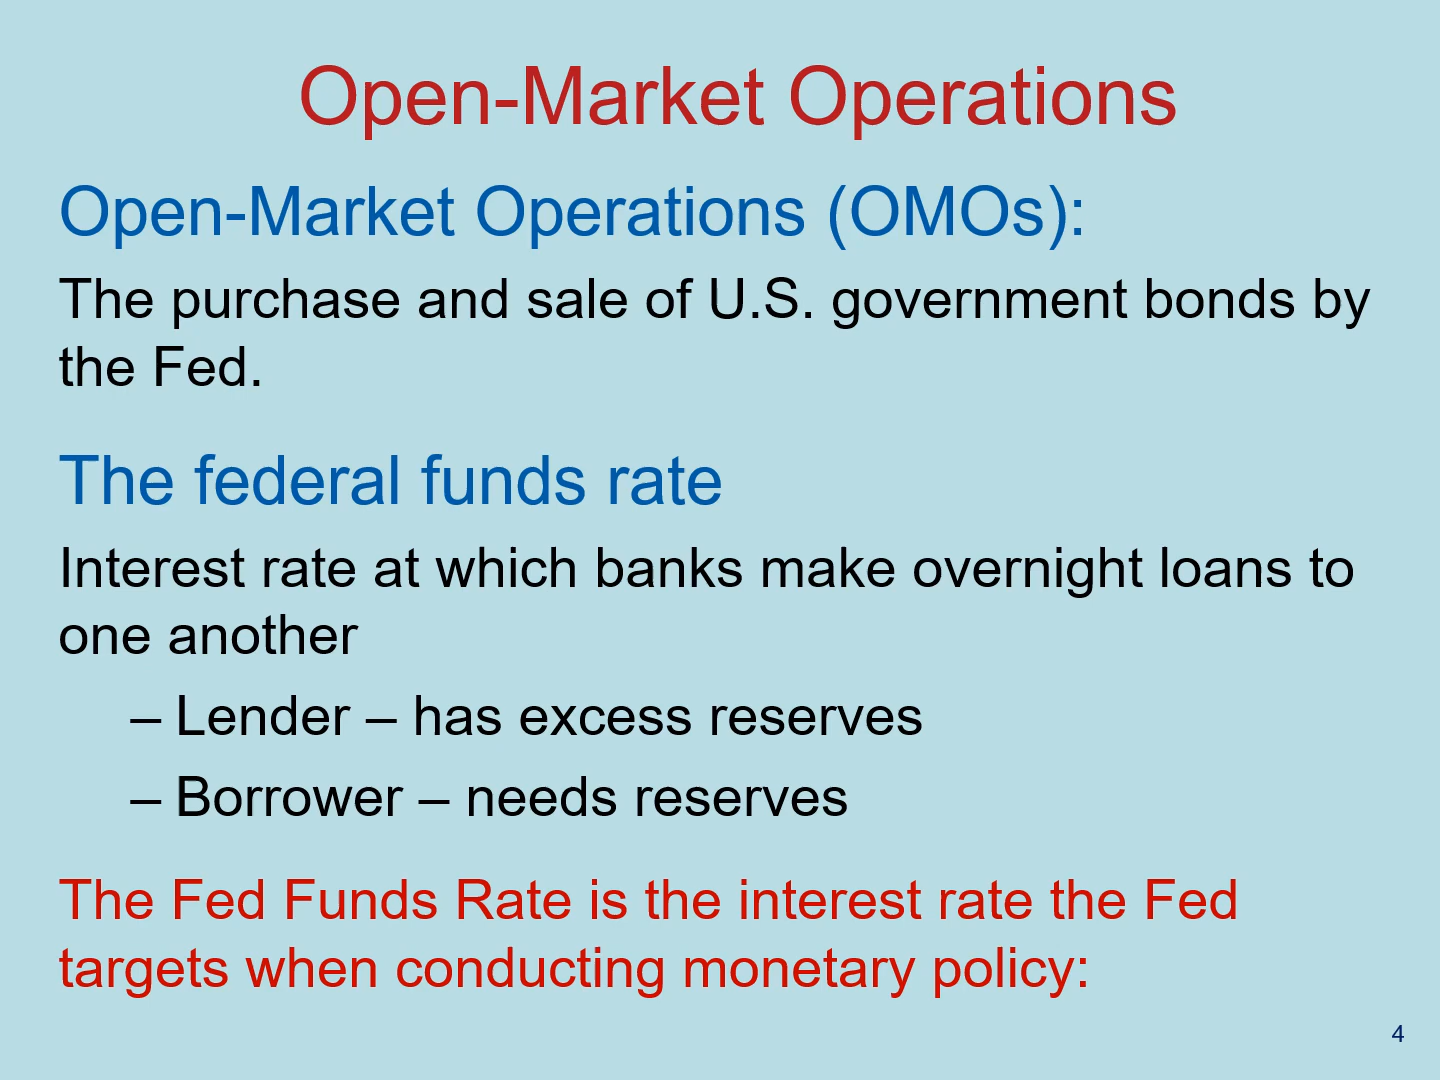 Open-Market Operations
Open-Market Operations (OMOs):
The purchase and sale of U.S. government bonds by
the Fed.
The federal funds rate
Interest rate at which banks make overnight loans to
one another
– Lender – has excess reserves
– Borrower – needs reserves
The Fed Funds Rate is the interest rate the Fed
targets when conducting monetary policy:
4